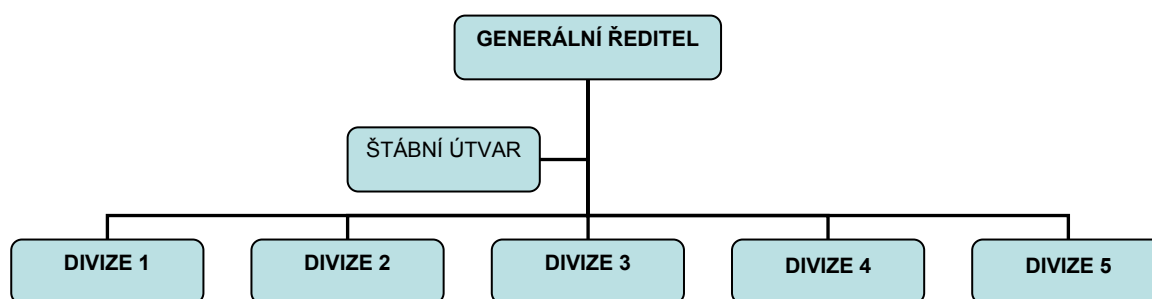 GENERÁLNÍ ŘEDITEL
ŠTÁBNÍ ÚTVAR
DIVIZE 1
DIVIZE 2
DIVIZE 3
DIVIZE 4
DIVIZE 5